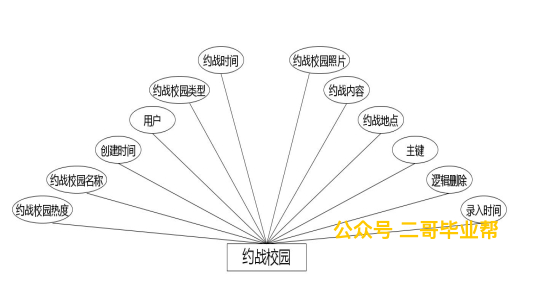 约战时间
约战校园照片
约战校园类型
约战内容
用户
约战地点
创建时间
主键
约战校园名称
逻辑删除
约战校园热度
录入时间
公众号 二哥毕业帮
约战校园